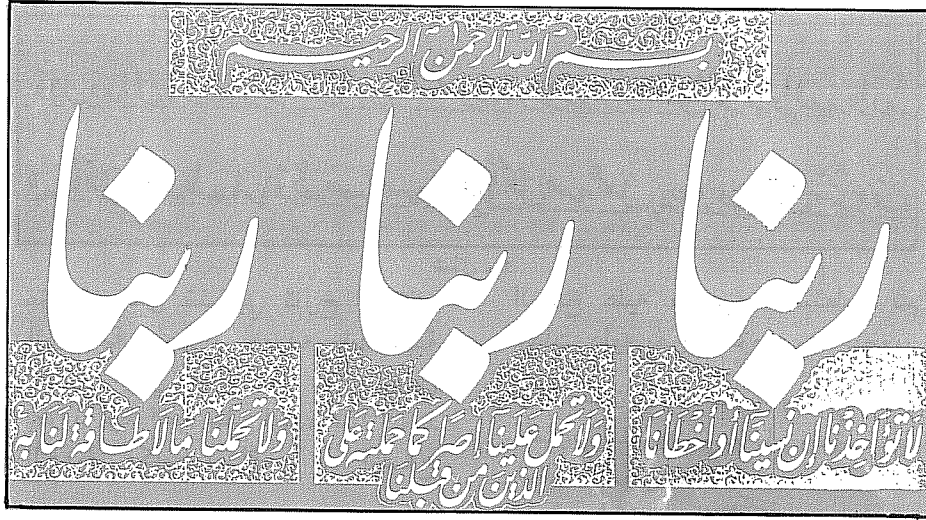 بسم الله الرحمن الرحيم
ربنا
لا تؤاخذنا إن نسينا أو أخطأنا
ربنا
ولا تحمل علينا إصرا كما حملته على
الذين من قبلنا
ربنا
ولا تحملنا ما لا طاقة لنا به